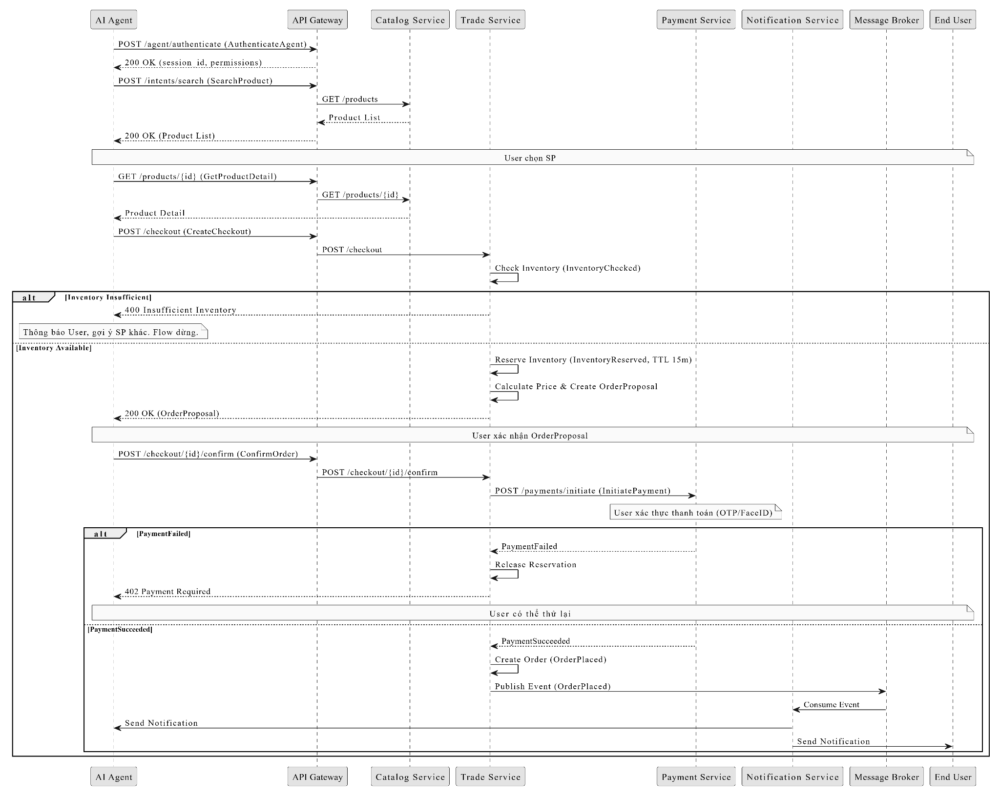 AI Agent
API Gateway
Catalog Service
Trade Service
Payment Service
Notification Service
Message Broker
End User
POST /agent/authenticate (AuthenticateAgent)
200 OK (session_id, permissions)
POST /intents/search (SearchProduct)
GET /products
Product List
200 OK (Product List)
User chọn SP
GET /products/{id} (GetProductDetail)
GET /products/{id}
Product Detail
POST /checkout (CreateCheckout)
POST /checkout
Check Inventory (InventoryChecked)
alt [Inventory Insufficient]
400 Insufficient Inventory
Thông báo User, gợi ý SP khác. Flow dừng.
[Inventory Available]
Reserve Inventory (InventoryReserved, TTL 15m)
Calculate Price & Create OrderProposal
200 OK (OrderProposal)
User xác nhận OrderProposal
POST /checkout/{id}/confirm (ConfirmOrder)
POST /checkout/{id}/confirm
POST /payments/initiate (InitiatePayment)
User xác thực thanh toán (OTP/FaceID)
alt [PaymentFailed]
PaymentFailed
Release Reservation
402 Payment Required
User có thể thử lại
[PaymentSucceeded]
PaymentSucceeded
Create Order (OrderPlaced)
Publish Event (OrderPlaced)
Consume Event
Send Notification
Send Notification
AI Agent
API Gateway
Catalog Service
Trade Service
Payment Service
Notification Service
Message Broker
End User